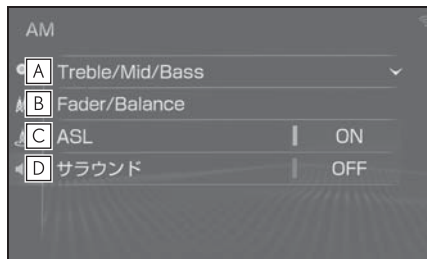 AM
A Treble/Mid/Bass
B Fader/Balance
C ASL ON
D サラウンド OFF